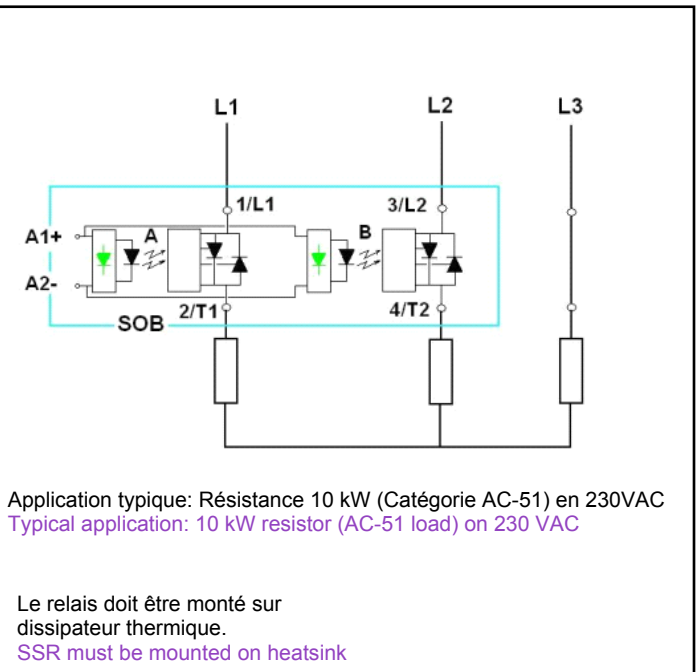 L1 L2 L3
1/L1 3/L2
A1+ A B
A2-
2/T1 4/T2
SOB
Application typique: Résistance 10 kW (Catégorie AC-51) en 230VAC
Typical application: 10 kW resistor (AC-51 load) on 230 VAC
Le relais doit être monté sur
dissipateur thermique.
SSR must be mounted on heatsink